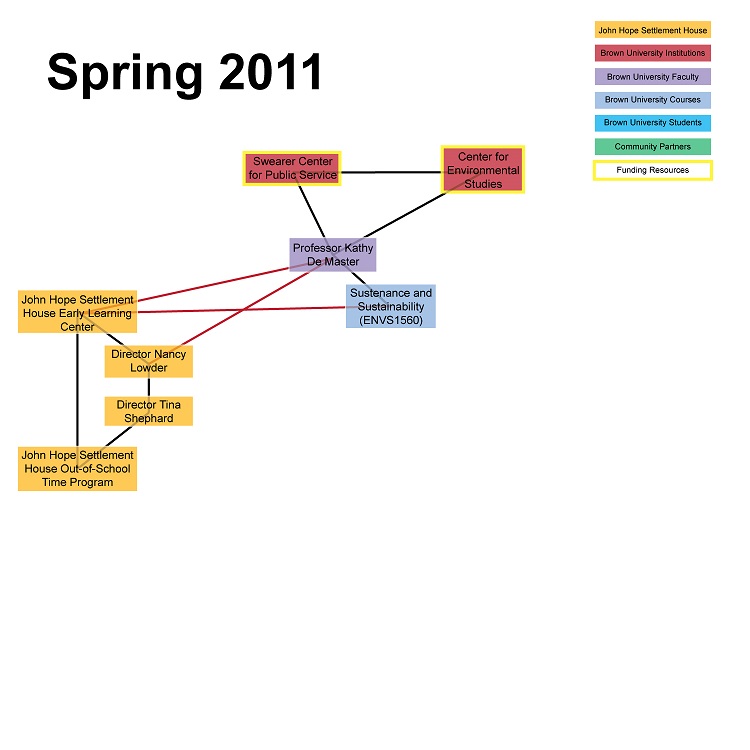 Spring 2011
John Hope Settlement House
Brown University Institutions
Brown University Faculty
Brown University Courses
Brown University Students
Community Partners
Funding Resources
Swearer Center
for Public Service
Center for
Environmental
Studies
Professor Kathy
De Master
Sustenance and
Sustainability
(ENVS1560)
John Hope Settlement
House Early Learning
Center
Director Nancy
Lowder
Director Tina
Shephard
John Hope Settlement
House Out-of-School
Time Program